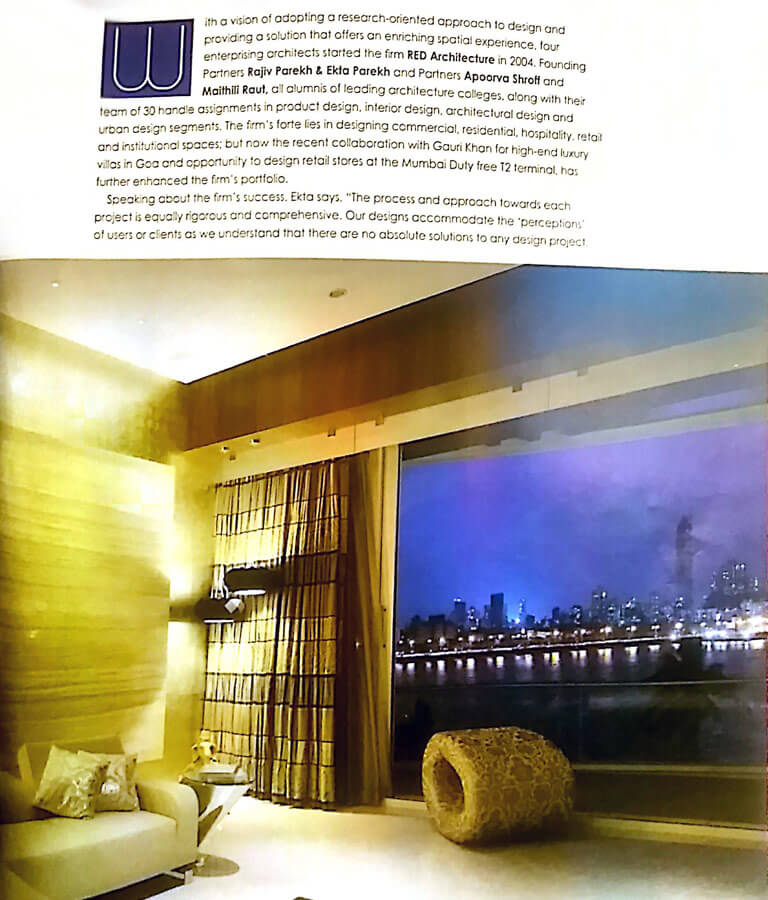 With a vision of adopting a research-oriented approach to design and
providing a solution that offers an enriching spatial experience, four
enterprising architects started the firm RED Architecture in 2004. Founding
Partners Rajiv Parekh & Ekta Parekh and Partners Apoorva Shroff and
Maithili Raut, all alumnis of leading architecture colleges, along with their
team of 30 handle assignments in product design, interior design, architectural design and
urban design segments. The firm's forte lies in designing commercial, residential, hospitality, retail
and institutional spaces; but now the recent collaboration with Gauri Khan for high-end luxury
villas in Goa and opportunity to design retail stores at the Mumbai Duty free T2 terminal, has
further enhanced the firm's portfolio.
Speaking about the firm's success, Ekta says, "The process and approach towards each
project is equally rigorous and comprehensive. Our designs accommodate the 'perceptions'
of users or clients as we understand that there are no absolute solutions to any design project.